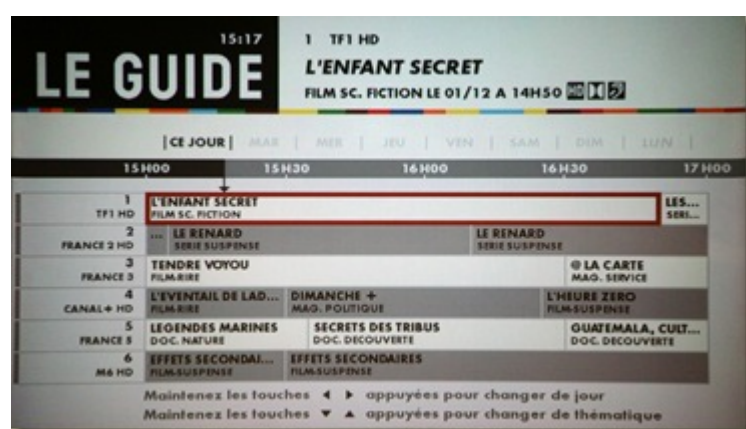 15:17
LE GUIDE
1 TF1 HD
L'ENFANT SECRET
FILM SC. FICTION LE 01/12 A 14H50 HD
|CE JOUR| MAR | MER | JEU | VEN | SAM | DIM | LUN |
15H00 15H30 16H00 16H30 17H00
1 L'ENFANT SECRET LES...
TF1 HD FILM SC. FICTION SERI...
2 ... LE RENARD LE RENARD
FRANCE 2 HD SERIE SUSPENSE SERIE SUSPENSE
3 TENDRE VOYOU @ LA CARTE
FRANCE 3 FILM-RIRE MAG. SERVICE
4 L'EVENTAIL DE LAD... DIMANCHE + L'HEURE ZERO
CANAL+ HD FILM-RIRE MAG. POLITIQUE FILM-SUSPENSE
5 LEGENDES MARINES SECRETS DES TRIBUS GUATEMALA, CULT...
FRANCE 5 DOC. NATURE DOC. DECOUVERTE DOC. DECOUVERTE
6 EFFETS SECONDAI... EFFETS SECONDAIRES
M6 HD FILM-SUSPENSE FILM-SUSPENSE
Maintenez les touches ◀ ▶ appuyées pour changer de jour
Maintenez les touches ▼ ▲ appuyées pour changer de thématique